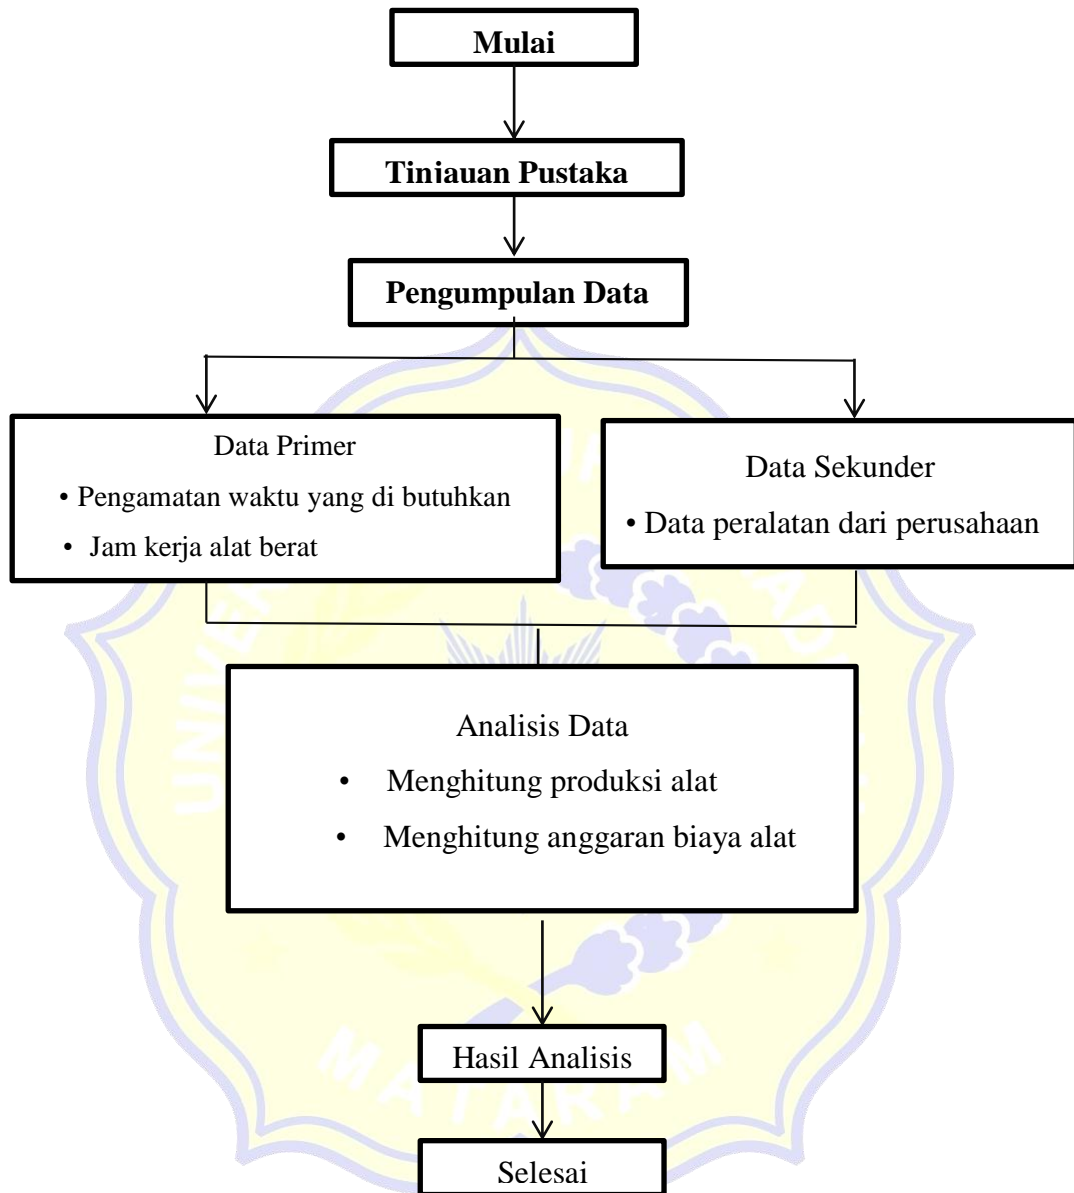 Mulai
Tiniauan Pustaka
Pengumpulan Data
Data Primer
• Pengamatan waktu yang di butuhkan
• Jam kerja alat berat
Data Sekunder
• Data peralatan dari perusahaan
Analisis Data
• Menghitung produksi alat
• Menghitung anggaran biaya alat
Hasil Analisis
Selesai
MATARAM